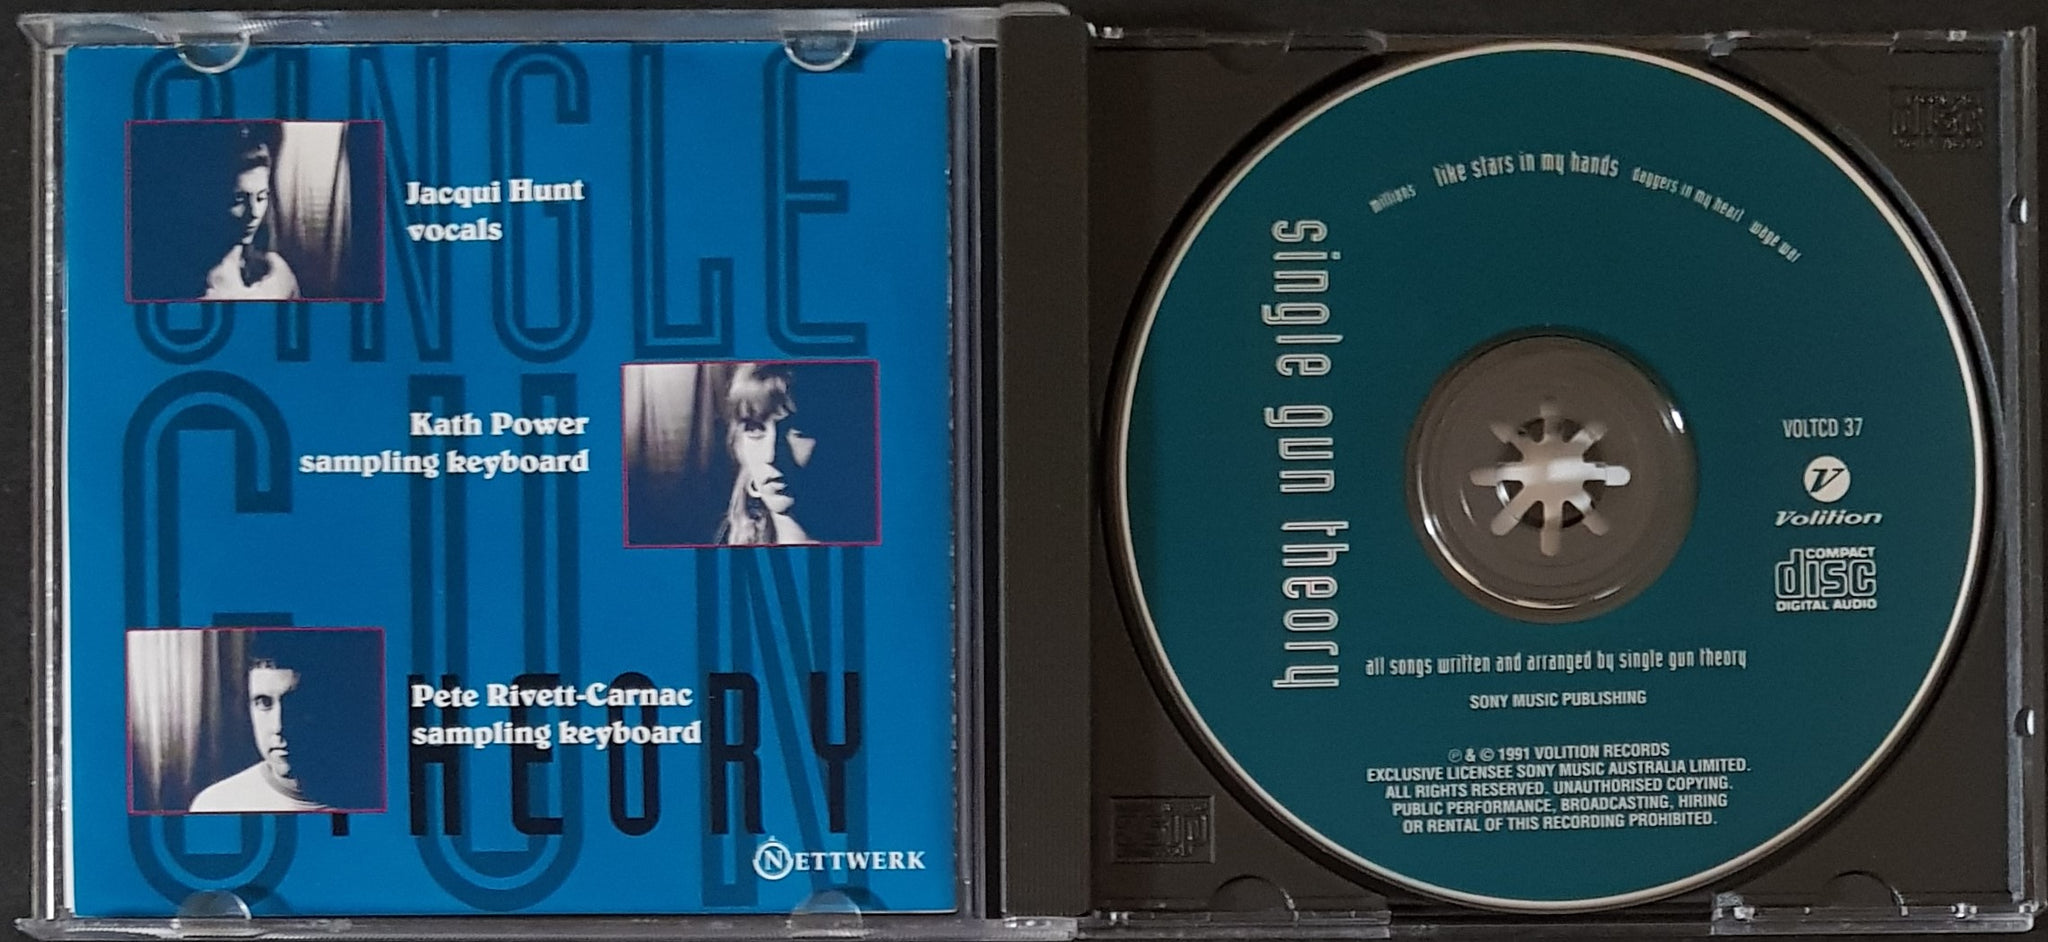 SINGLE
GUN
THEORY
Jacqui Hunt
vocals
Kath Power
sampling keyboard
Pete Rivett-Carnac
sampling keyboard
NETTWERK
millions like stars in my hands daggers in my heart wage war
single gun theory
VOLTCD 37
V
Volition
COMPACT
disc
DIGITAL AUDIO
all songs written and arranged by single gun theory
SONY MUSIC PUBLISHING
℗ & © 1991 VOLITION RECORDS
EXCLUSIVE LICENSEE SONY MUSIC AUSTRALIA LIMITED.
ALL RIGHTS RESERVED. UNAUTHORISED COPYING.
PUBLIC PERFORMANCE, BROADCASTING, HIRING
OR RENTAL OF THIS RECORDING PROHIBITED.
disc
disc